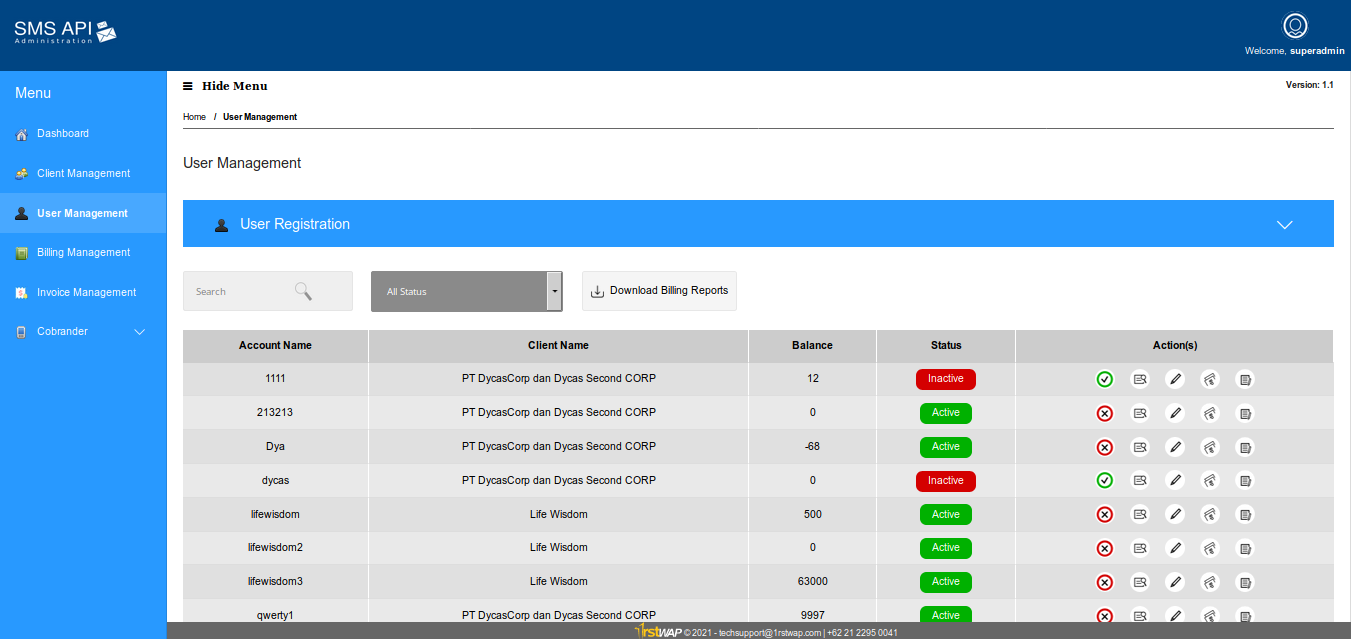 SMS API
Administration
Welcome, superadmin
Menu
Dashboard
Client Management
User Management
Billing Management
Invoice Management
Cobrander
Hide Menu
Version: 1.1
Home / User Management
User Management
User Registration
Search
All Status
Download Billing Reports
Account Name Client Name Balance Status Action(s)
1111 PT DycasCorp dan Dycas Second CORP 12 Inactive
213213 PT DycasCorp dan Dycas Second CORP 0 Active
Dya PT DycasCorp dan Dycas Second CORP -68 Active
dycas PT DycasCorp dan Dycas Second CORP 0 Inactive
lifewisdom Life Wisdom 500 Active
lifewisdom2 Life Wisdom 0 Active
lifewisdom3 Life Wisdom 63000 Active
qwerty1 PT DycasCorp dan Dycas Second CORP 9997 Active
1rstWAP © 2021 - techsupport@1rstwap.com | +62 21 2295 0041